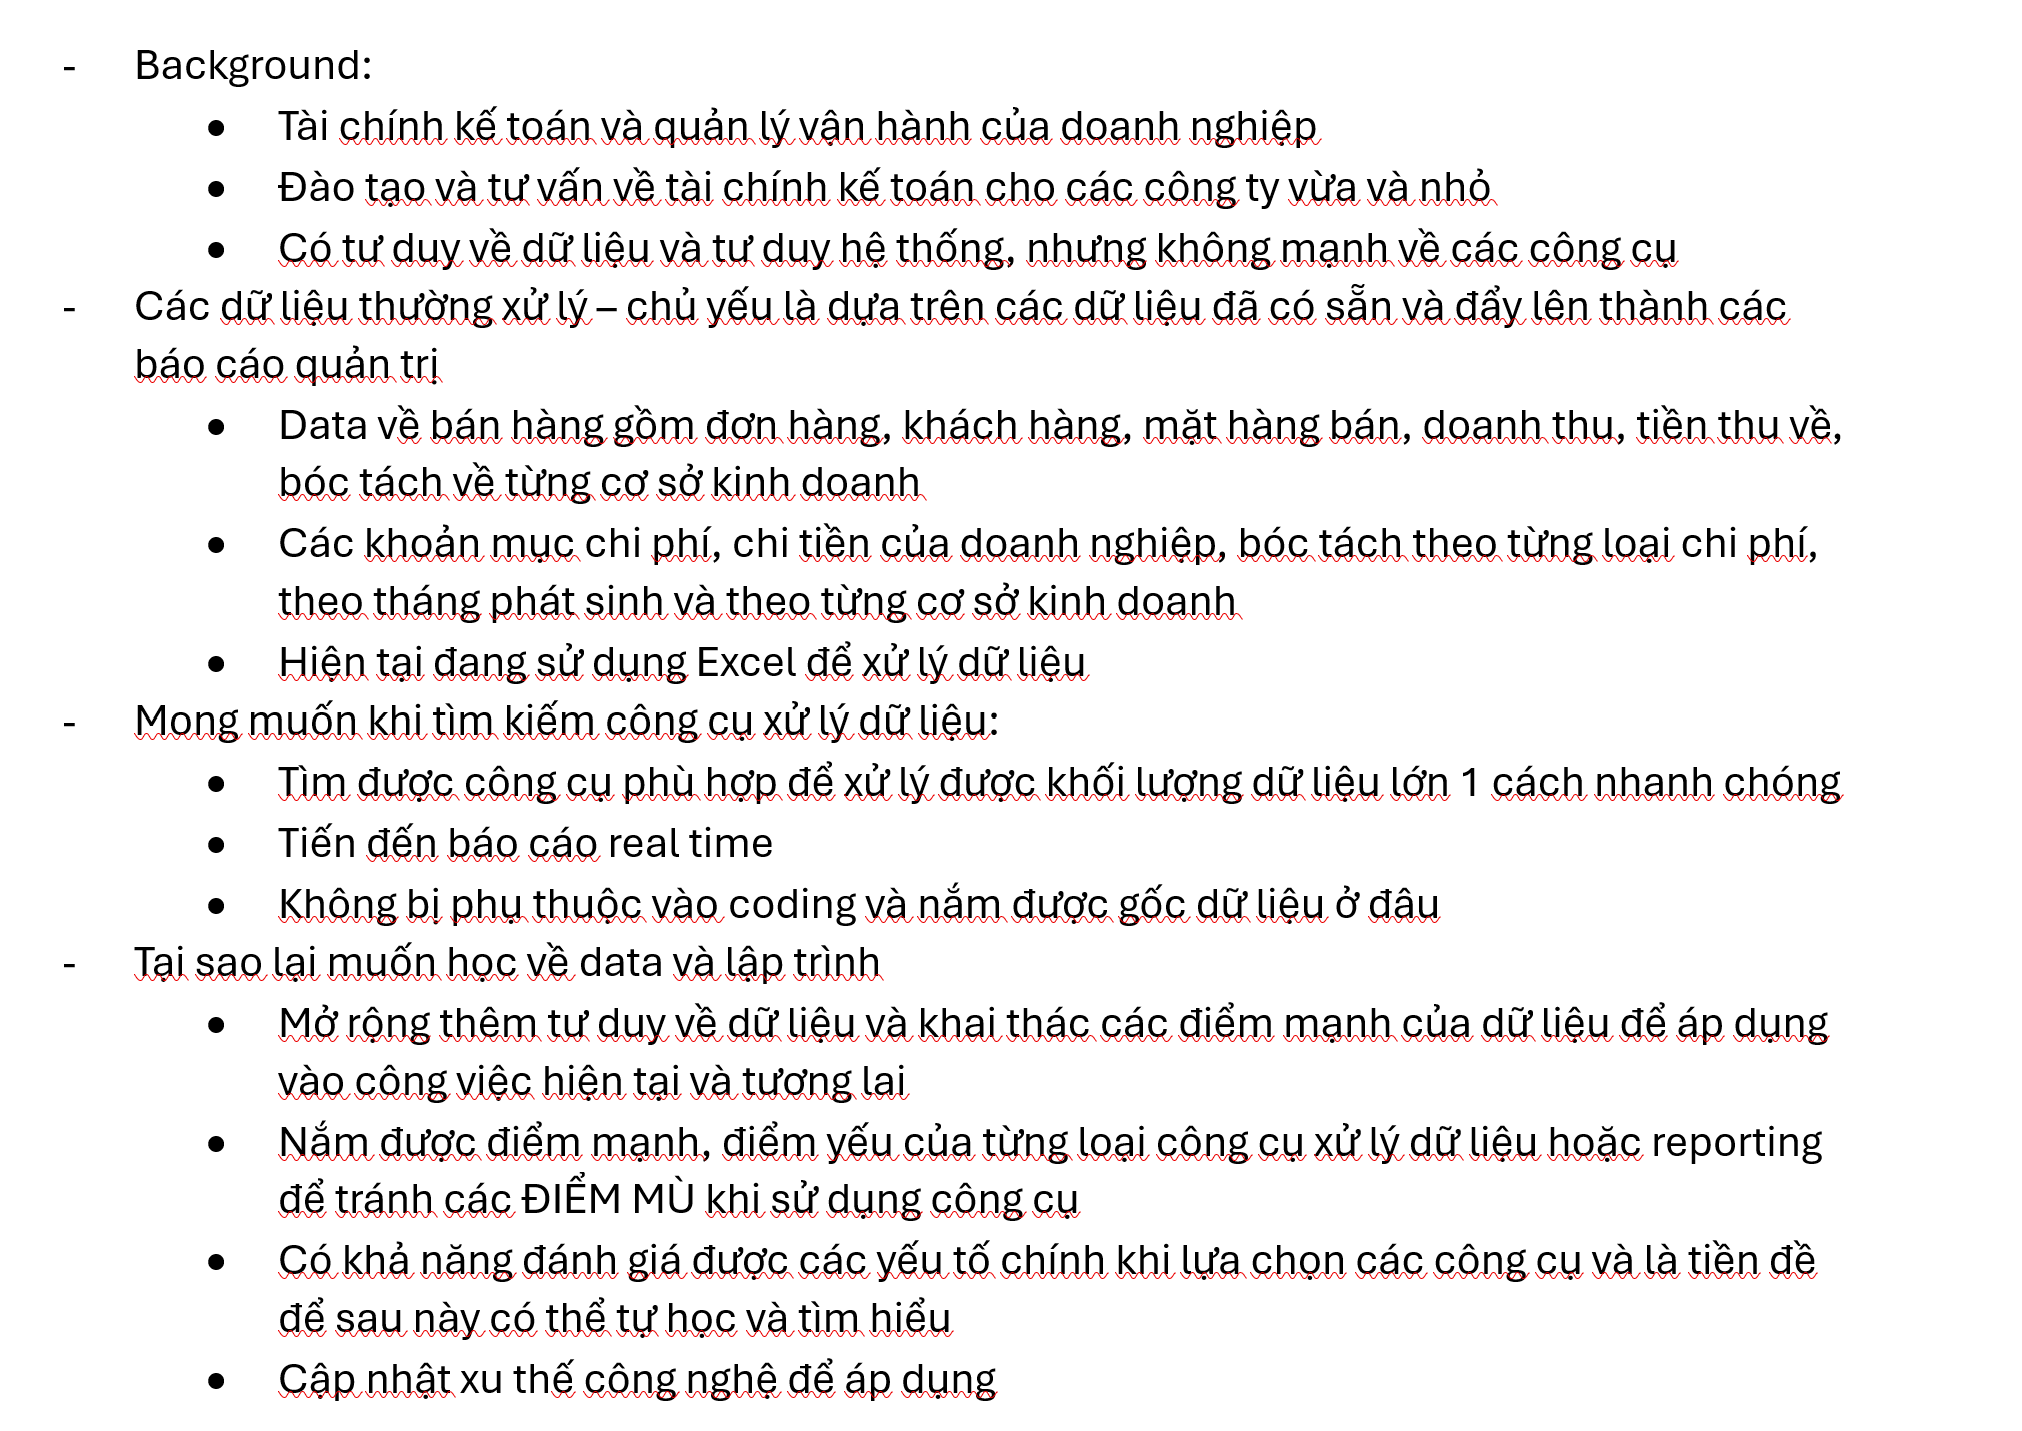 - Background:
● Tài chính kế toán và quản lý vận hành của doanh nghiệp
● Đào tạo và tư vấn về tài chính kế toán cho các công ty vừa và nhỏ
● Có tư duy về dữ liệu và tư duy hệ thống, nhưng không mạnh về các công cụ
- Các dữ liệu thường xử lý – chủ yếu là dựa trên các dữ liệu đã có sẵn và đẩy lên thành các
báo cáo quản trị
● Data về bán hàng gồm đơn hàng, khách hàng, mặt hàng bán, doanh thu, tiền thu về,
bóc tách về từng cơ sở kinh doanh
● Các khoản mục chi phí, chi tiền của doanh nghiệp, bóc tách theo từng loại chi phí,
theo tháng phát sinh và theo từng cơ sở kinh doanh
● Hiện tại đang sử dụng Excel để xử lý dữ liệu
- Mong muốn khi tìm kiếm công cụ xử lý dữ liệu:
● Tìm được công cụ phù hợp để xử lý được khối lượng dữ liệu lớn 1 cách nhanh chóng
● Tiến đến báo cáo real time
● Không bị phụ thuộc vào coding và nắm được gốc dữ liệu ở đâu
- Tại sao lại muốn học về data và lập trình
● Mở rộng thêm tư duy về dữ liệu và khai thác các điểm mạnh của dữ liệu để áp dụng
vào công việc hiện tại và tương lai
● Nắm được điểm mạnh, điểm yếu của từng loại công cụ xử lý dữ liệu hoặc reporting
để tránh các ĐIỂM MÙ khi sử dụng công cụ
● Có khả năng đánh giá được các yếu tố chính khi lựa chọn các công cụ và là tiền đề
để sau này có thể tự học và tìm hiểu
● Cập nhật xu thế công nghệ để áp dụng